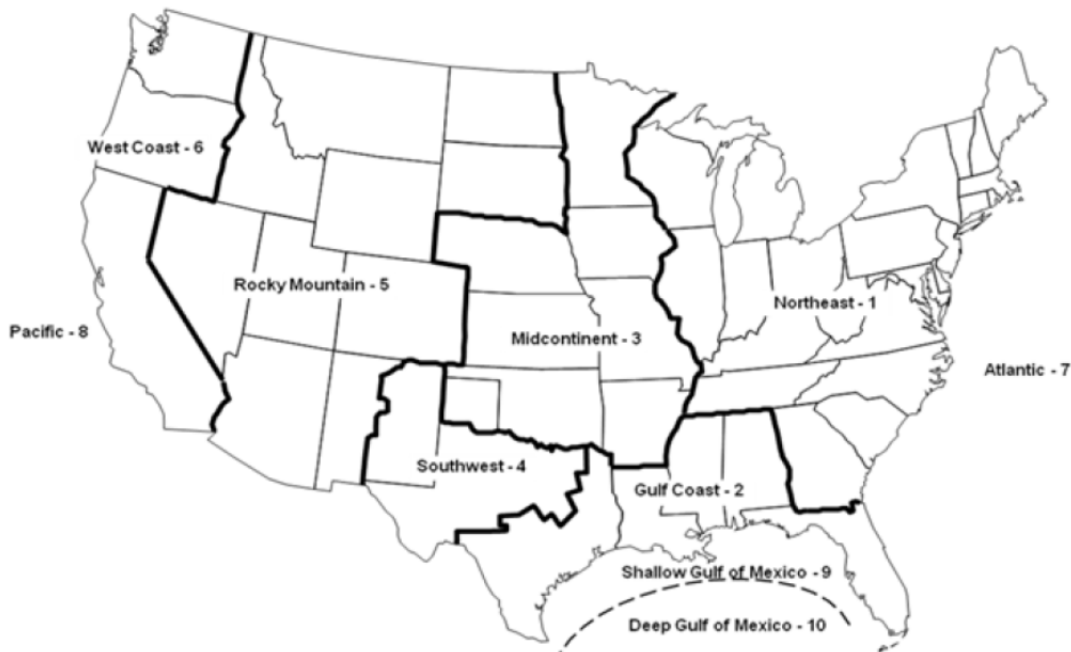 West Coast - 6
Rocky Mountain - 5
Northeast - 1
Pacific - 8
Midcontinent - 3
Atlantic - 7
Southwest - 4
Gulf Coast - 2
Shallow Gulf of Mexico - 9
Deep Gulf of Mexico - 10